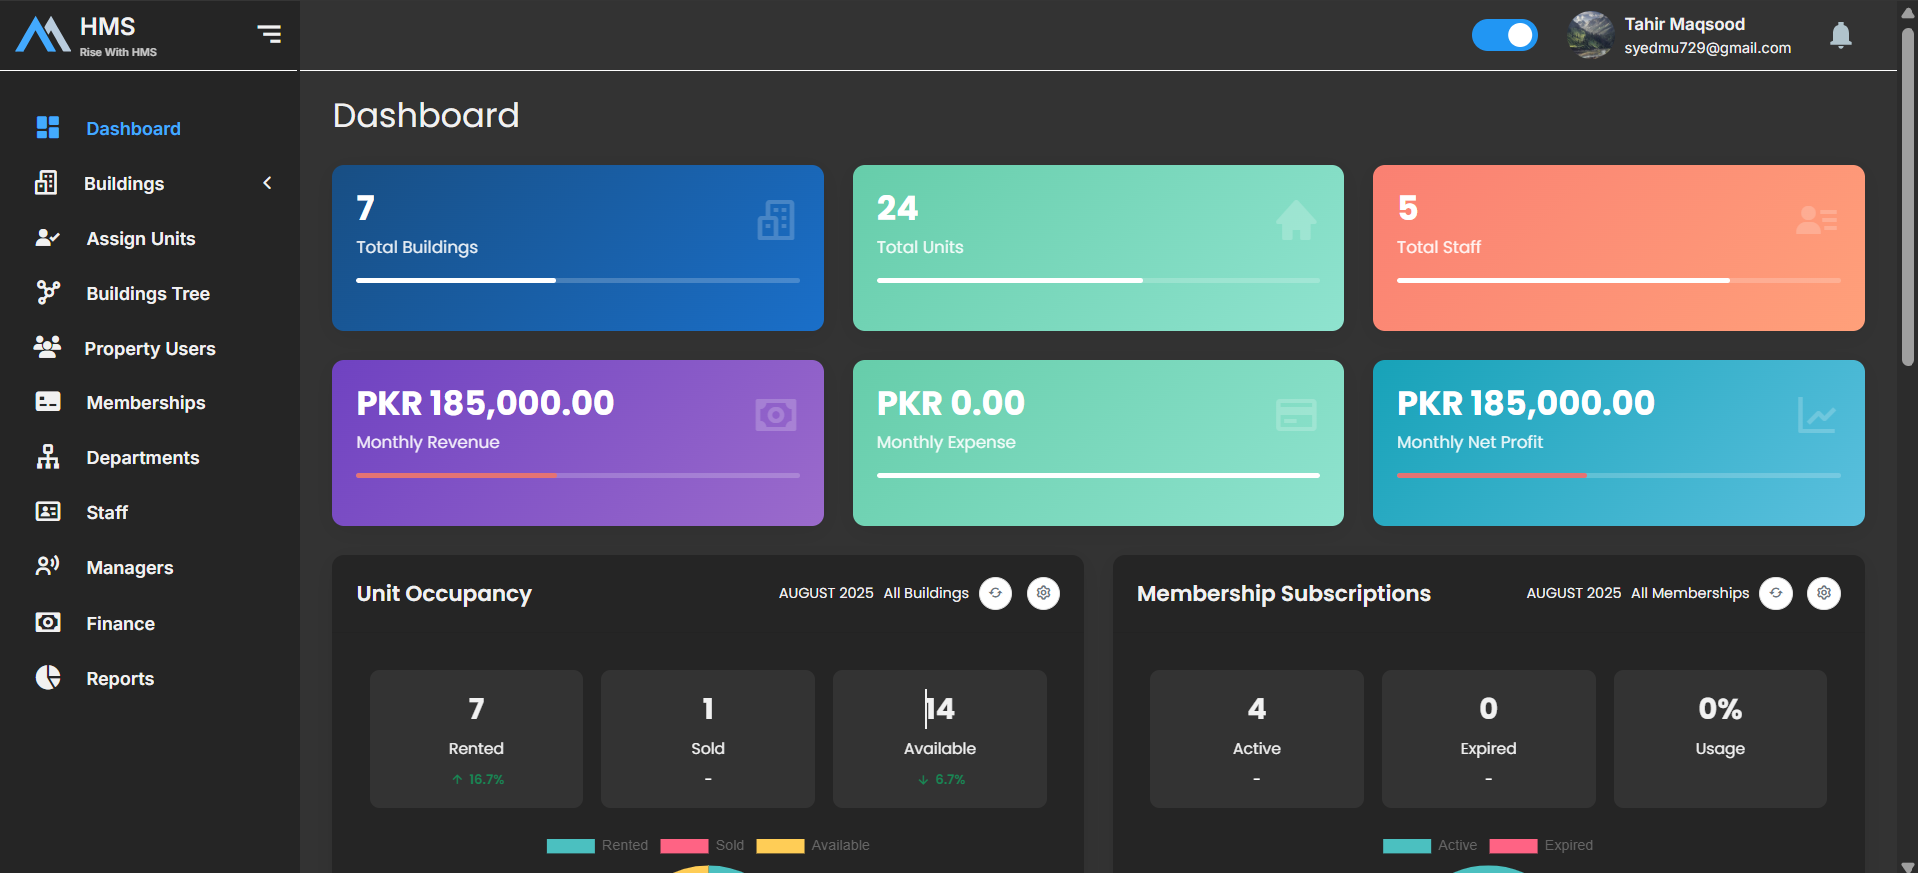 HMS
Rise With HMS
Tahir Maqsood
syedmu729@gmail.com
Dashboard
Buildings
Assign Units
Buildings Tree
Property Users
Memberships
Departments
Staff
Managers
Finance
Reports
Dashboard
7
Total Buildings
24
Total Units
5
Total Staff
PKR 185,000.00
Monthly Revenue
PKR 0.00
Monthly Expense
PKR 185,000.00
Monthly Net Profit
Unit Occupancy
AUGUST 2025 All Buildings
7
Rented
↑ 16.7%
1
Sold
-
14
Available
↓ 6.7%
Rented Sold Available
Membership Subscriptions
AUGUST 2025 All Memberships
4
Active
-
0
Expired
-
0%
Usage
Active Expired